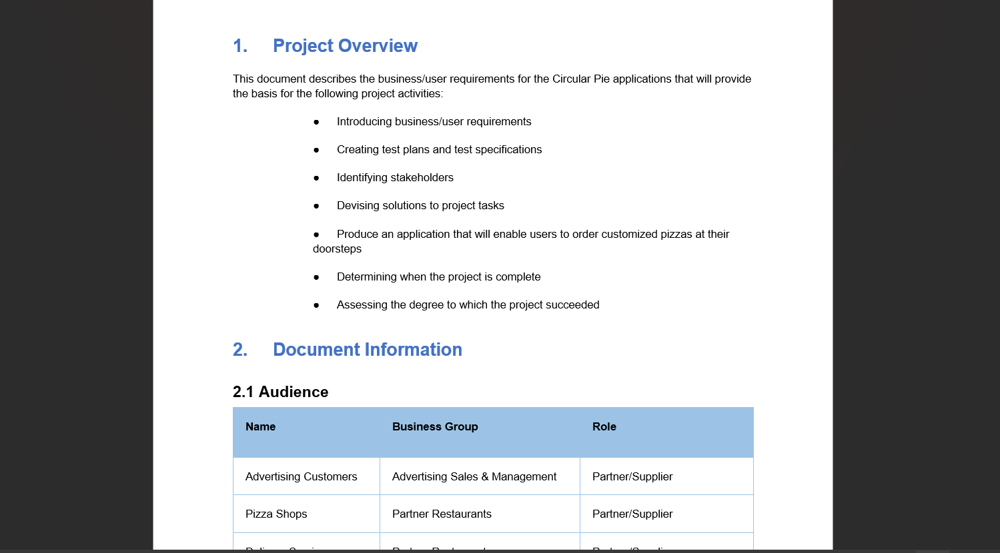 1. Project Overview
This document describes the business/user requirements for the Circular Pie applications that will provide
the basis for the following project activities:
● Introducing business/user requirements
● Creating test plans and test specifications
● Identifying stakeholders
● Devising solutions to project tasks
● Produce an application that will enable users to order customized pizzas at their
doorsteps
● Determining when the project is complete
● Assessing the degree to which the project succeeded
2. Document Information
2.1 Audience
Name Business Group Role
Advertising Customers Advertising Sales & Management Partner/Supplier
Pizza Shops Partner Restaurants Partner/Supplier